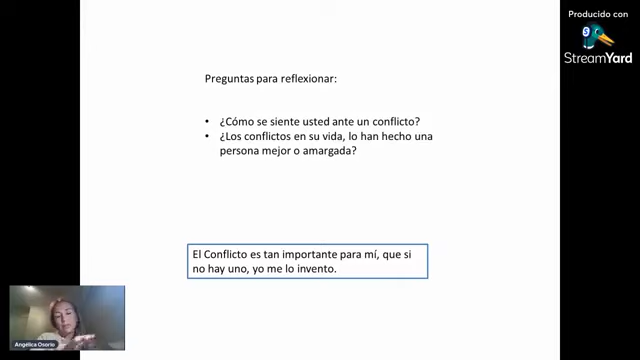 Producido con
StreamYard
Preguntas para reflexionar:
• ¿Cómo se siente usted ante un conflicto?
• ¿Los conflictos en su vida, lo han hecho una
persona mejor o amargada?
El Conflicto es tan importante para mí, que si
no hay uno, yo me lo invento.
Angélica Osorio